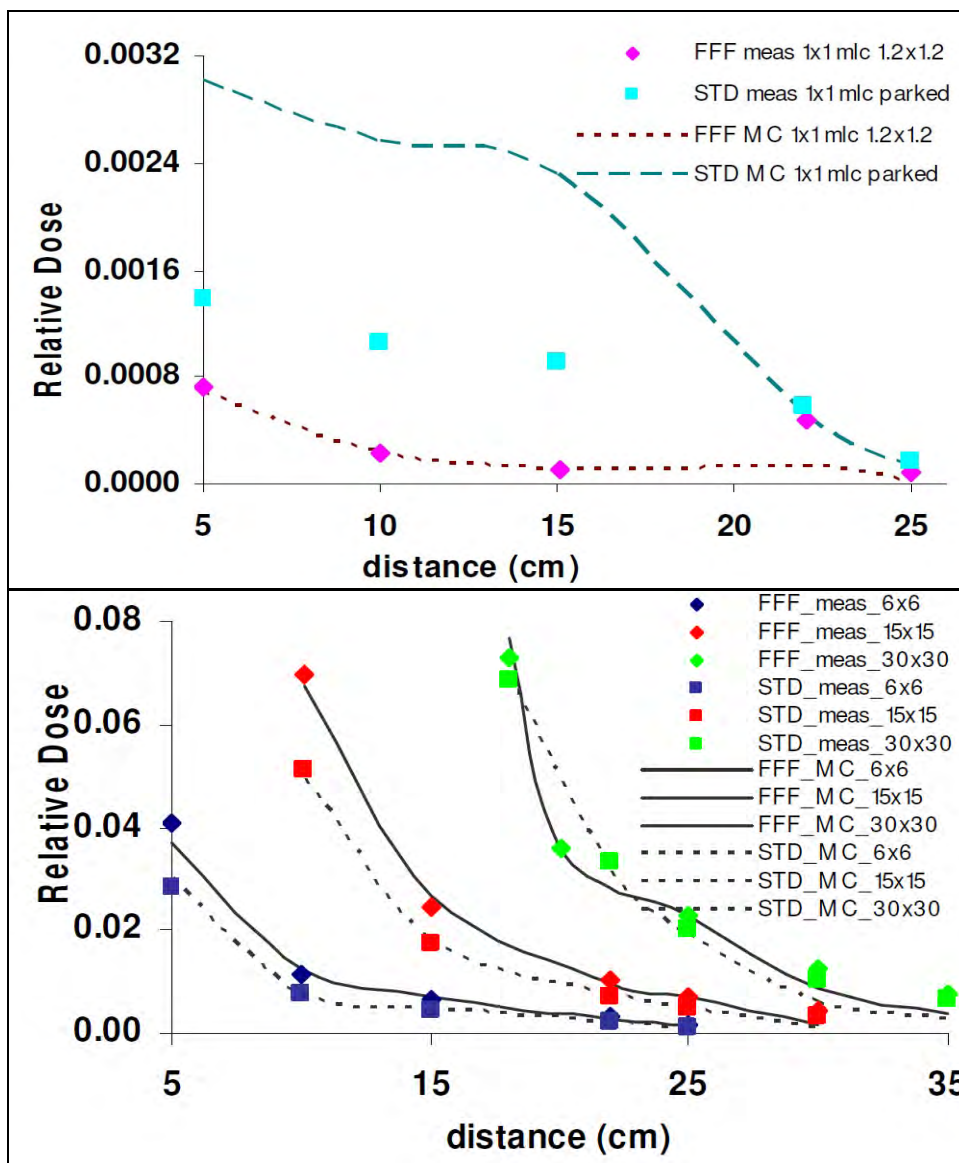 0.0032
0.0024
0.0016
0.0008
0.0000
Relative Dose
FFF meas 1x1 mlc 1.2x1.2
STD meas 1x1 mlc parked
FFF MC 1x1 mlc 1.2x1.2
STD MC 1x1 mlc parked
5 10 15 20 25
distance (cm)
0.08
0.06
0.04
0.02
0.00
Relative Dose
FFF_meas_6x6
FFF_meas_15x15
FFF_meas_30x30
STD_meas_6x6
STD_meas_15x15
STD_meas_30x30
FFF_MC_6x6
FFF_MC_15x15
FFF_MC_30x30
STD_MC_6x6
STD_MC_15x15
STD_MC_30x30
5 15 25 35
distance (cm)